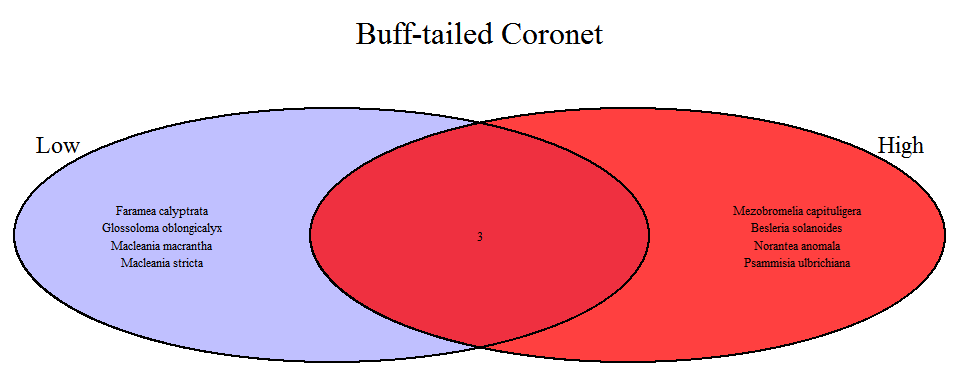 Buff-tailed Coronet
Low
High
Faramea calyptrata
Glossoloma oblongicalyx
Macleania macrantha
Macleania stricta
3
Mezobromelia capituligera
Besleria solanoides
Norantea anomala
Psammisia ulbrichiana